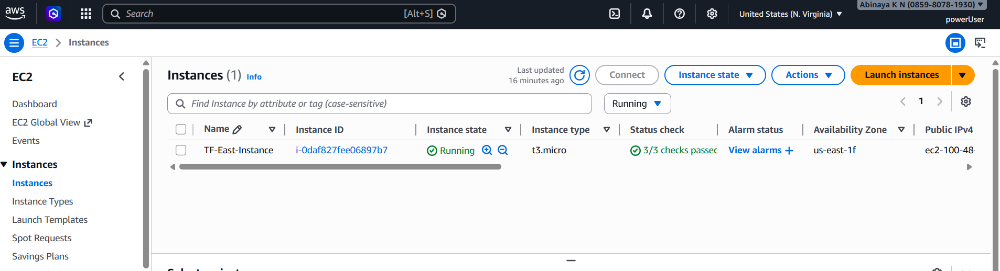 aws
Search [Alt+S]
United States (N. Virginia)
Abinaya K N (0859-8078-1930)
powerUser
EC2 Instances
EC2
Dashboard
EC2 Global View
Events
Instances
Instances
Instance Types
Launch Templates
Spot Requests
Savings Plans
Instances (1) Info
Last updated
16 minutes ago
Connect Instance state Actions Launch instances
Find Instance by attribute or tag (case-sensitive) Running 1
Name Instance ID Instance state Instance type Status check Alarm status Availability Zone Public IPv4
TF-East-Instance i-0daf827fee06897b7 Running t3.micro 3/3 checks passed View alarms + us-east-1f ec2-100-48-